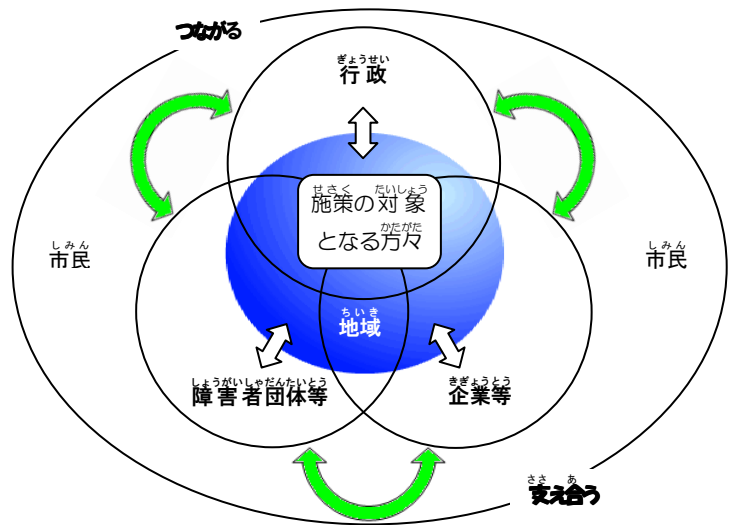 つながる
ぎょうせい
行政
せさく たいしょう
施策の対象
かたがた
となる方々
しみん
市民
しみん
市民
ちいき
地域
しょうがいしゃだんたいとう
障害者団体等
きぎょうとう
企業等
ささ あ
支え合う